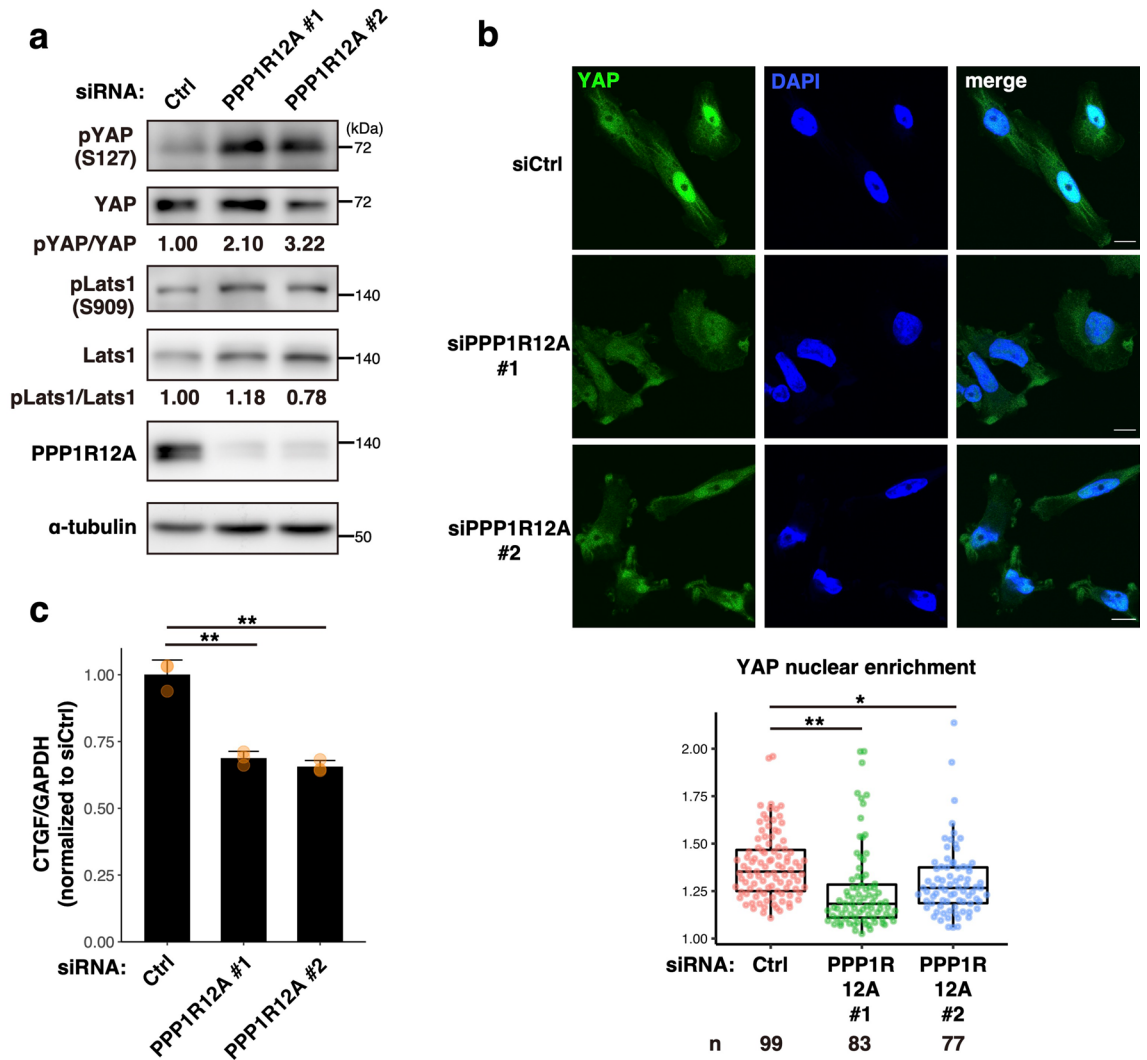 a
siRNA:
Ctrl
PPP1R12A #1
PPP1R12A #2
(kDa)
pYAP
(S127)
72
YAP
72
pYAP/YAP 1.00 2.10 3.22
pLats1
(S909)
140
Lats1
140
pLats1/Lats1 1.00 1.18 0.78
PPP1R12A
140
α-tubulin
50
b
YAP DAPI merge
siCtrl
siPPP1R12A
#1
siPPP1R12A
#2
YAP nuclear enrichment
*
**
2.00
1.75
1.50
1.25
1.00
siRNA: Ctrl PPP1R PPP1R
12A 12A
#1 #2
n 99 83 77
c
**
**
CTGF/GAPDH
(normalized to siCtrl)
1.00
0.75
0.50
0.25
0.00
siRNA:
Ctrl
PPP1R12A #1
PPP1R12A #2